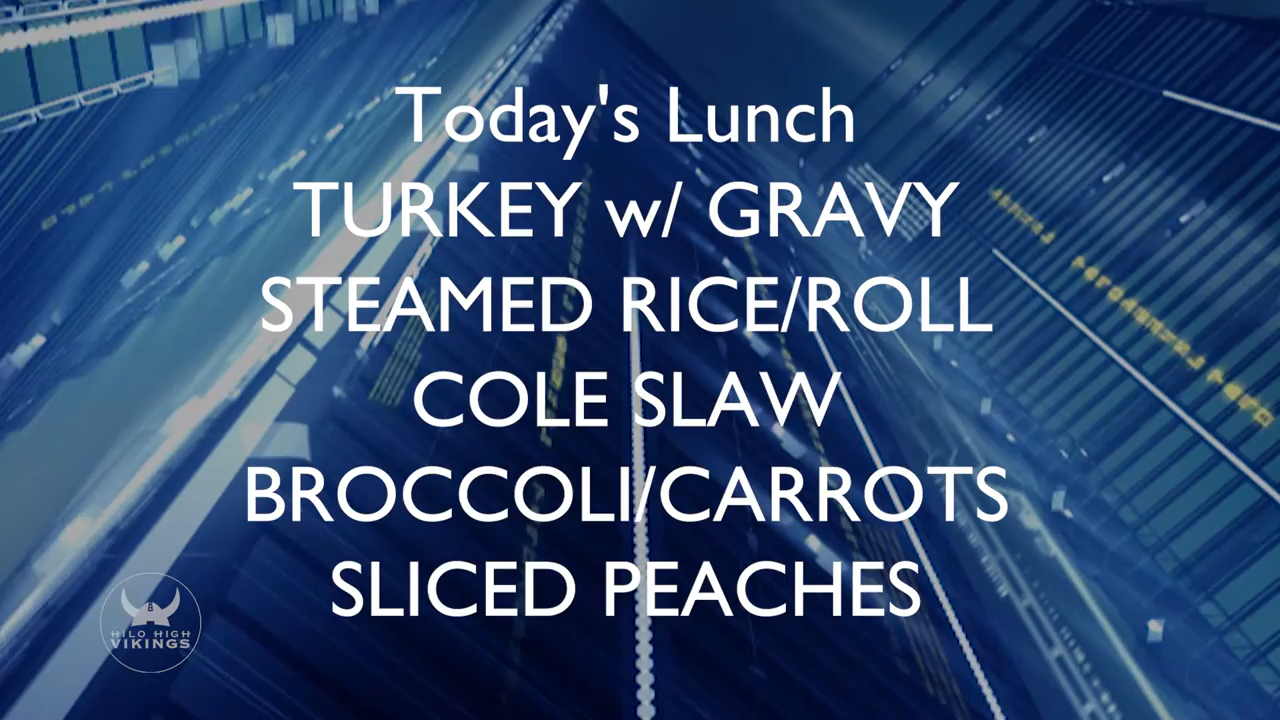 Today's Lunch
TURKEY w/ GRAVY
STEAMED RICE/ROLL
COLE SLAW
BROCCOLI/CARROTS
SLICED PEACHES
HILO HIGH
VIKINGS